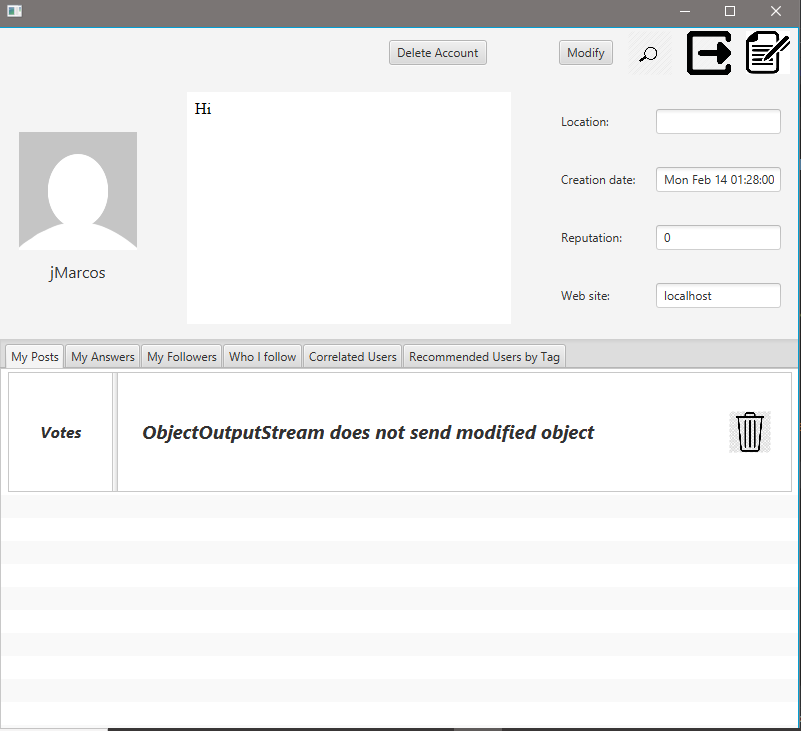 Delete Account
Modify
Hi
Location:
Creation date: Mon Feb 14 01:28:00
Reputation: 0
Web site: localhost
jMarcos
My Posts My Answers My Followers Who I follow Correlated Users Recommended Users by Tag
Votes ObjectOutputStream does not send modified object